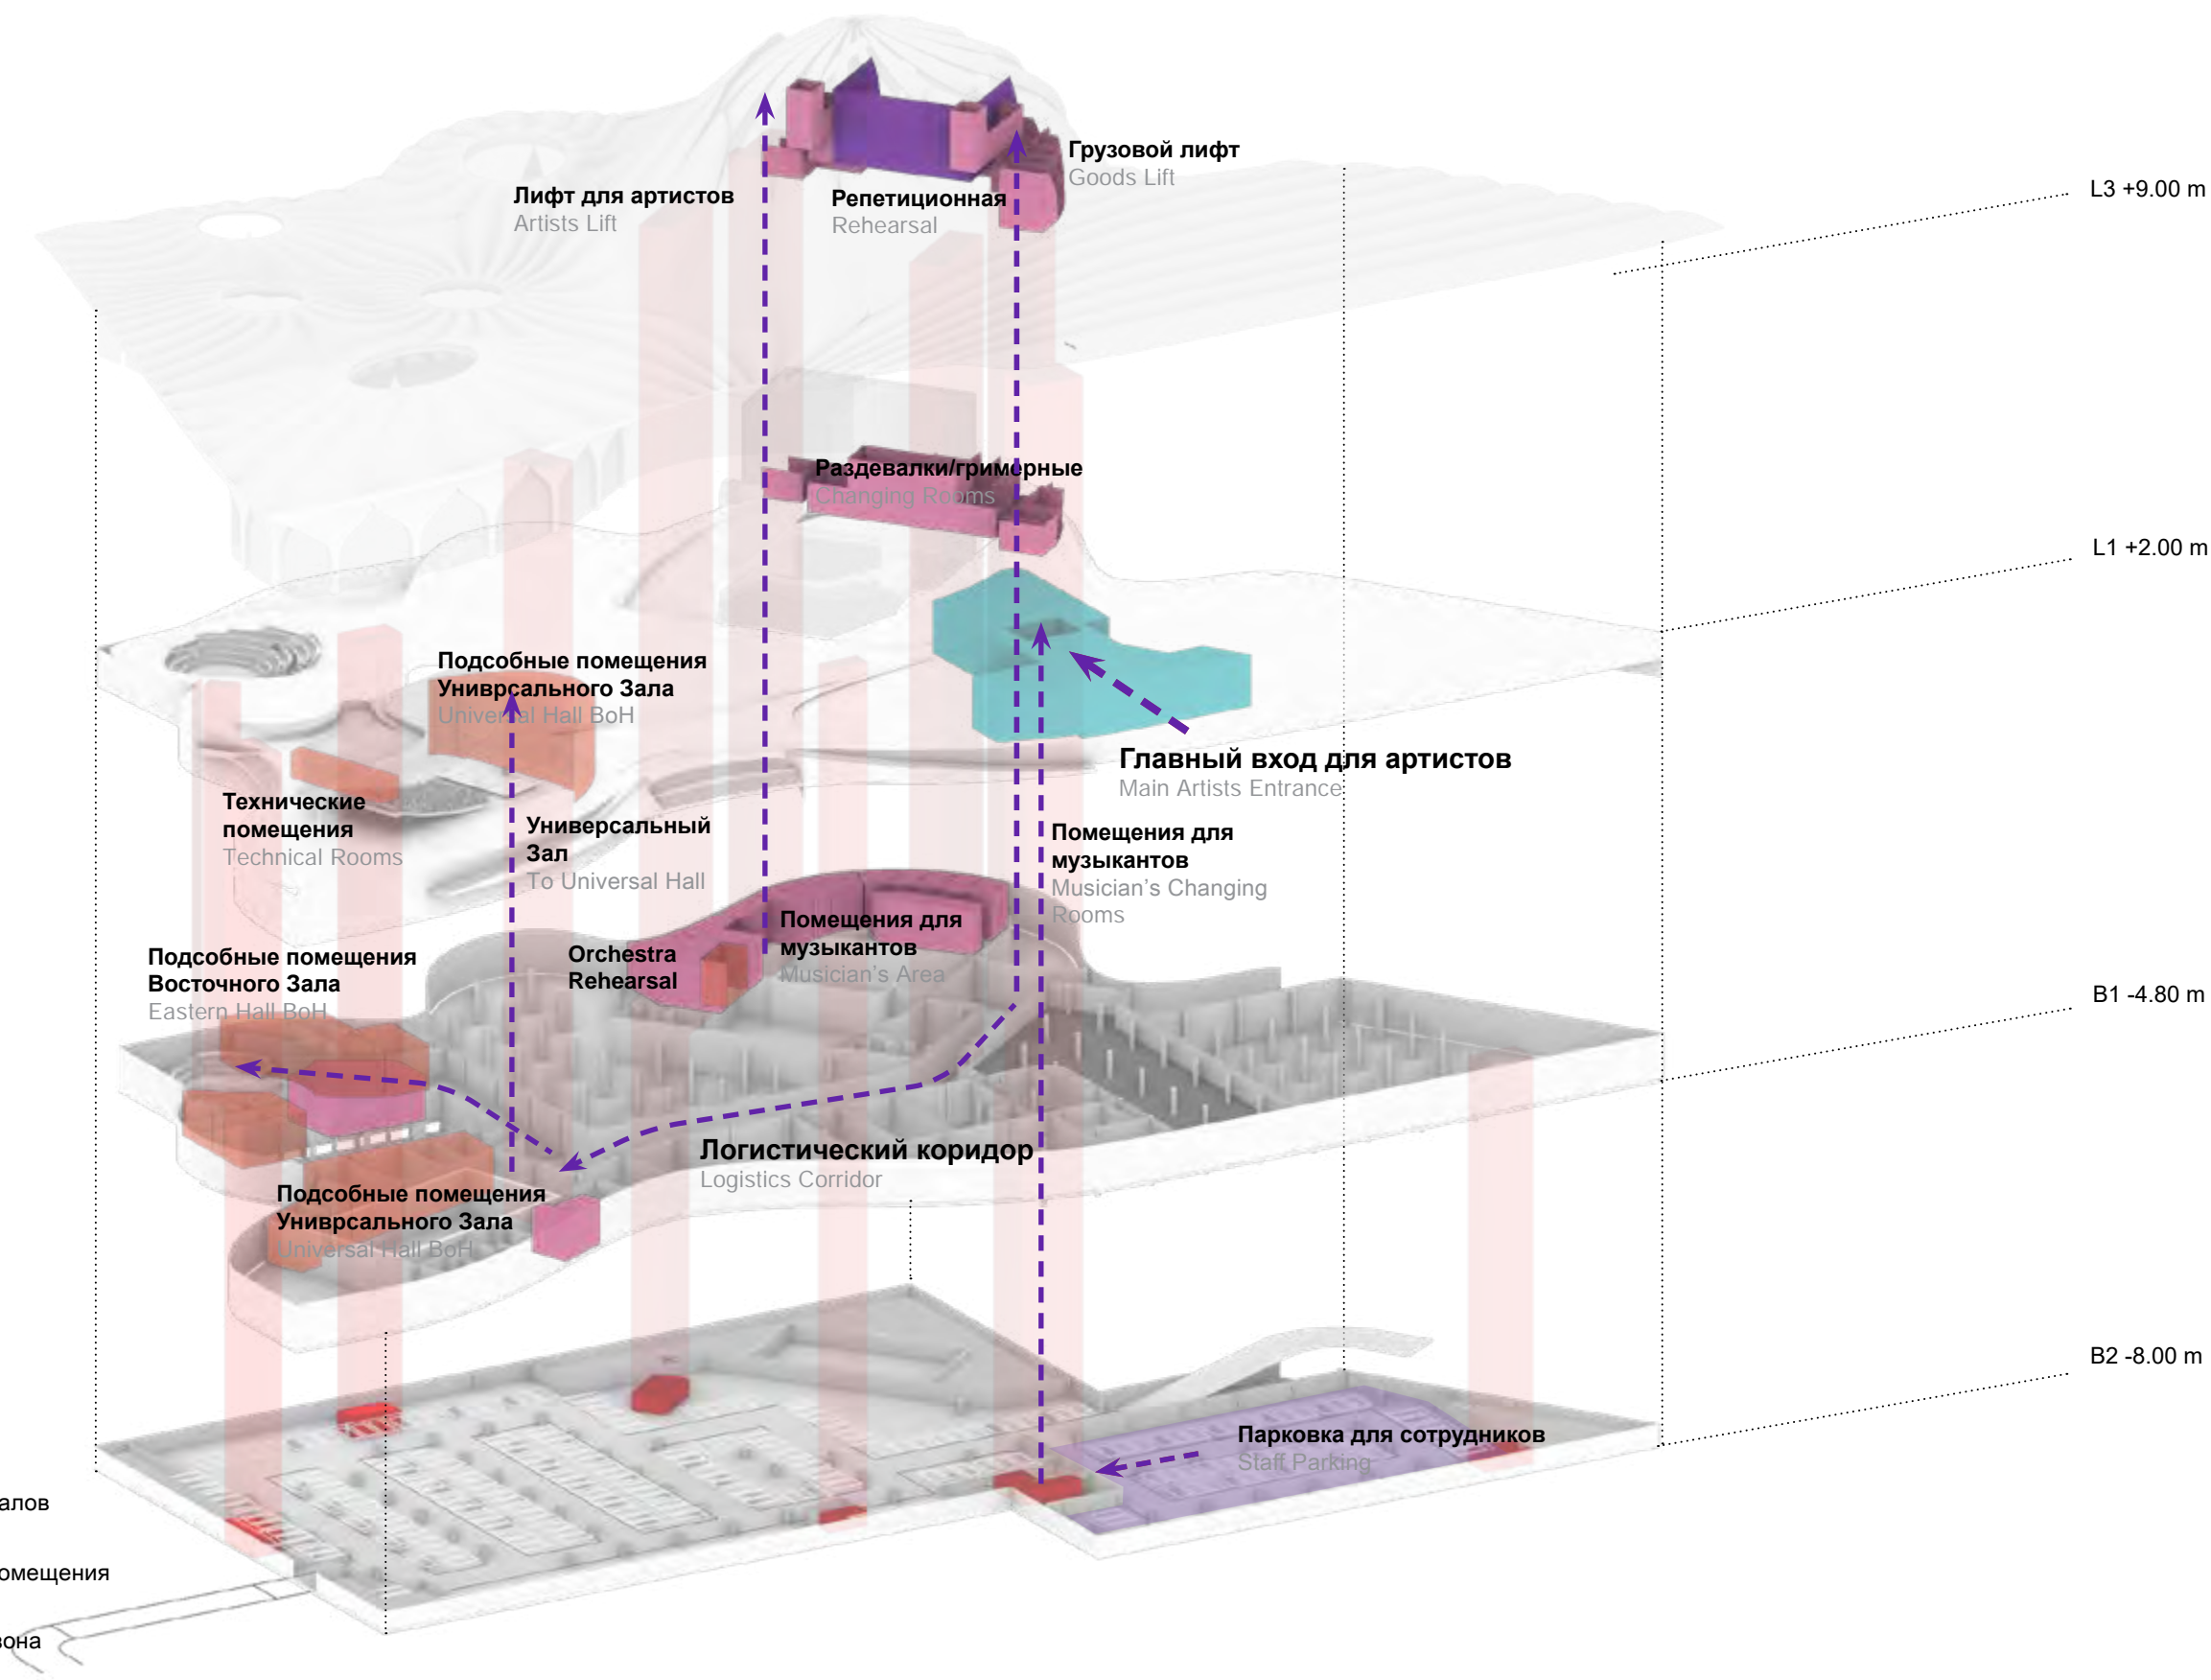 Грузовой лифт
Goods Lift
L3 +9.00 m
Лифт для артистов
Artists Lift
Репетиционная
Rehearsal
Раздевалки/гримерные
Changing Rooms
L1 +2.00 m
Подсобные помещения
Униврсального Зала
Universal Hall BoH
Главный вход для артистов
Main Artists Entrance
Технические
помещения
Technical Rooms
Универсальный
Зал
To Universal Hall
Помещения для
музыкантов
Musician's Changing
Rooms
Помещения для
музыкантов
Musician's Area
Orchestra
Rehearsal
Подсобные помещения
Восточного Зала
Eastern Hall BoH
B1 -4.80 m
Логистический коридор
Logistics Corridor
Подсобные помещения
Униврсального Зала
Universal Hall BoH
B2 -8.00 m
Парковка для сотрудников
Staff Parking
алов
омещения
зона